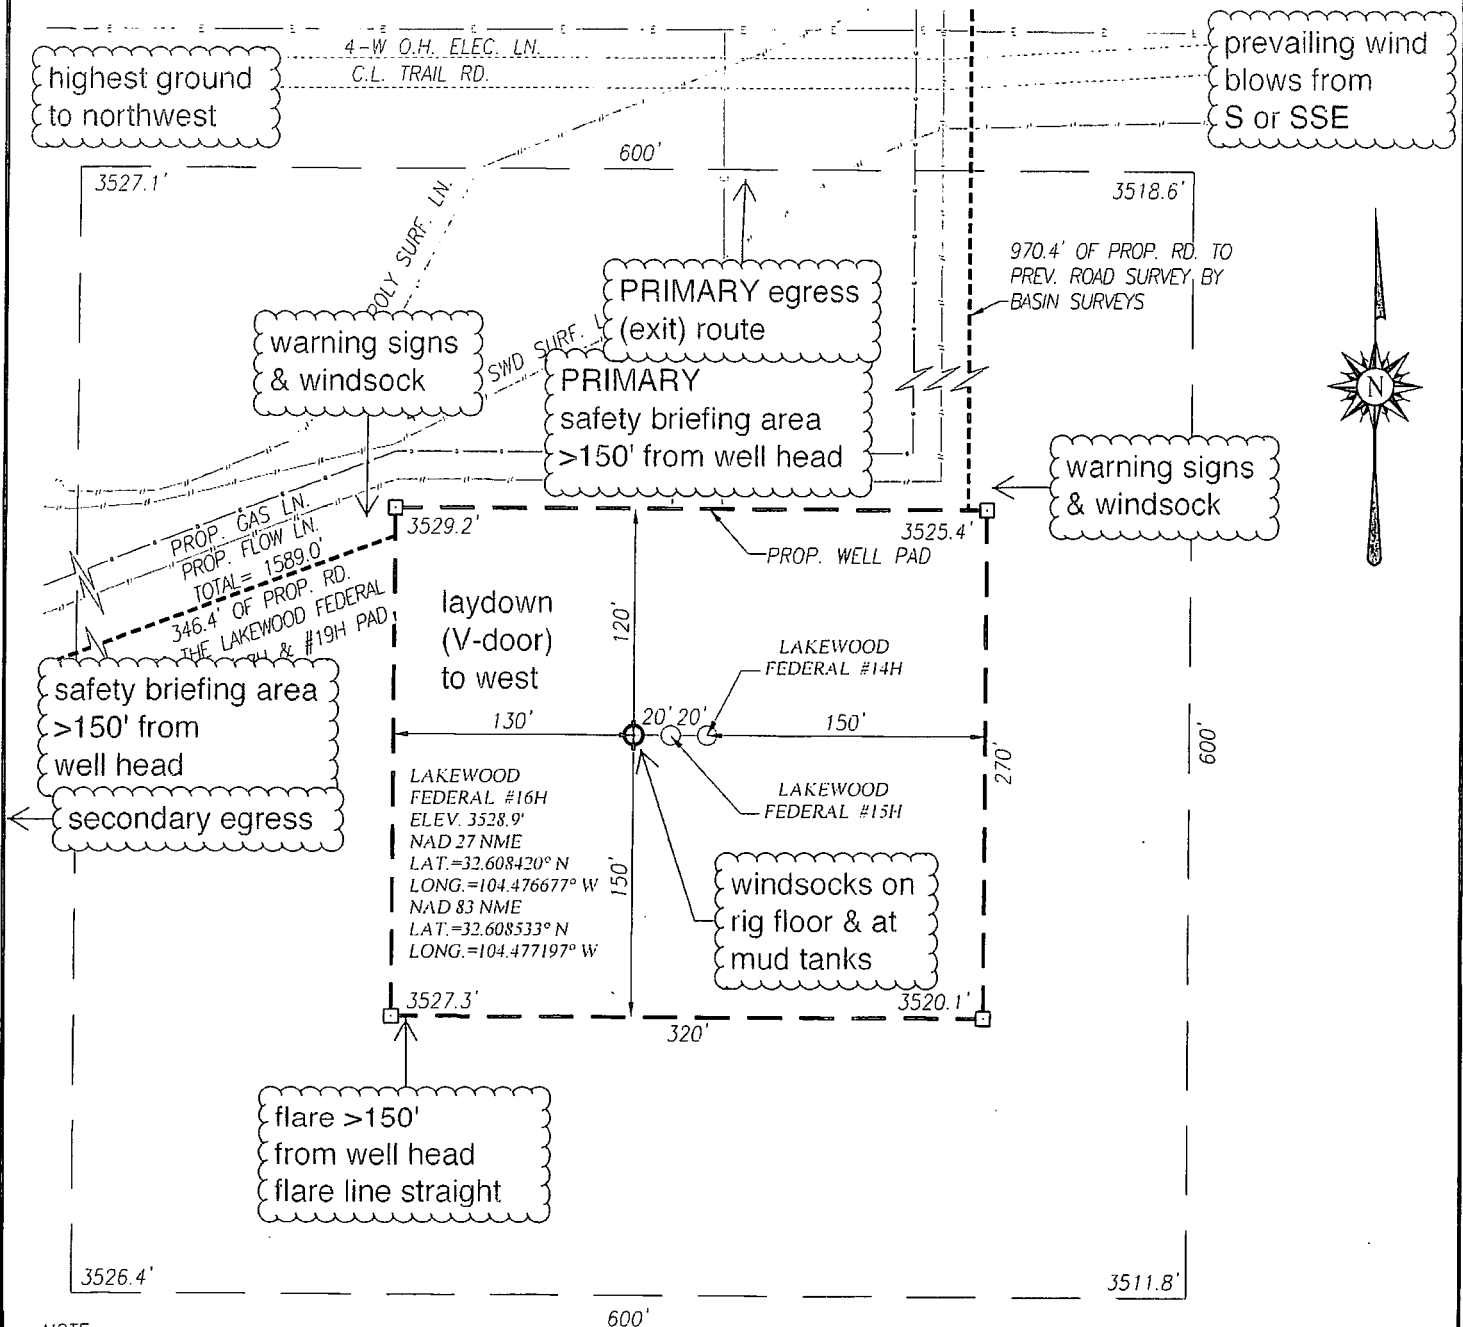 4-W O.H. ELEC. LN.
C.L. TRAIL RD.
highest ground
to northwest
prevailing wind
blows from
S or SSE
600'
3527.1'
3518.6'
POLY SURF. LN.
970.4' OF PROP. RD. TO
PREV. ROAD SURVEY BY
BASIN SURVEYS
N
PRIMARY egress
(exit) route
warning signs
& windsock
SWD SURF.
PRIMARY
safety briefing area
>150' from well head
warning signs
& windsock
3529.2'
3525.4'
PROP. WELL PAD
PROP. GAS LN.
PROP. FLOW LN.
TOTAL= 1589.0'
346.4' OF PROP. RD.
THE LAKEWOOD FEDERAL
& #19H PAD
laydown
(V-door)
to west
120'
LAKEWOOD
FEDERAL #14H
safety briefing area
>150' from
well head
130'
20' 20'
150'
270'
600'
secondary egress
LAKEWOOD
FEDERAL #16H
ELEV. 3528.9'
NAD 27 NME
LAT.=32.608420° N
LONG.=104.476677° W
NAD 83 NME
LAT.=32.608533° N
LONG.=104.477197° W
150'
LAKEWOOD
FEDERAL #15H
windsocks on
rig floor & at
mud tanks
3527.3'
3520.1'
320'
flare >150'
from well head
flare line straight
3526.4'
3511.8'
600'